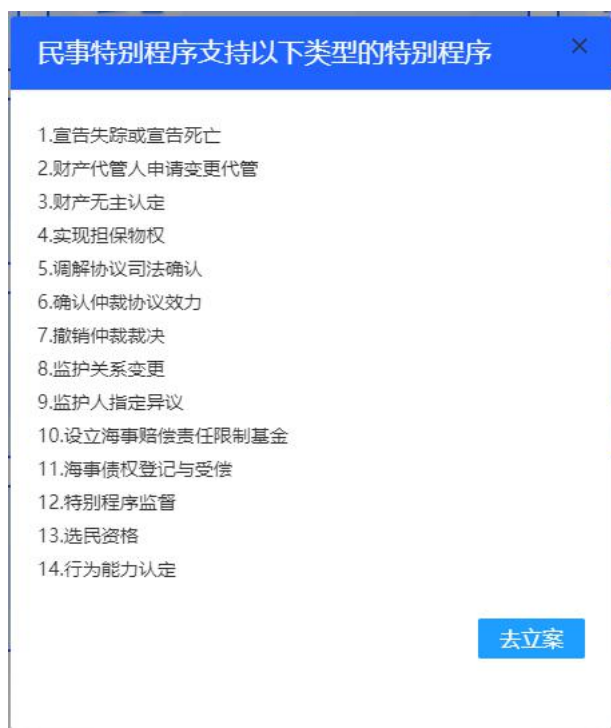 民事特别程序支持以下类型的特别程序
1.宣告失踪或宣告死亡
2.财产代管人申请变更代管
3.财产无主认定
4.实现担保物权
5.调解协议司法确认
6.确认仲裁协议效力
7.撤销仲裁裁决
8.监护关系变更
9.监护人指定异议
10.设立海事赔偿责任限制基金
11.海事债权登记与受偿
12.特别程序监督
13.选民资格
14.行为能力认定
去立案